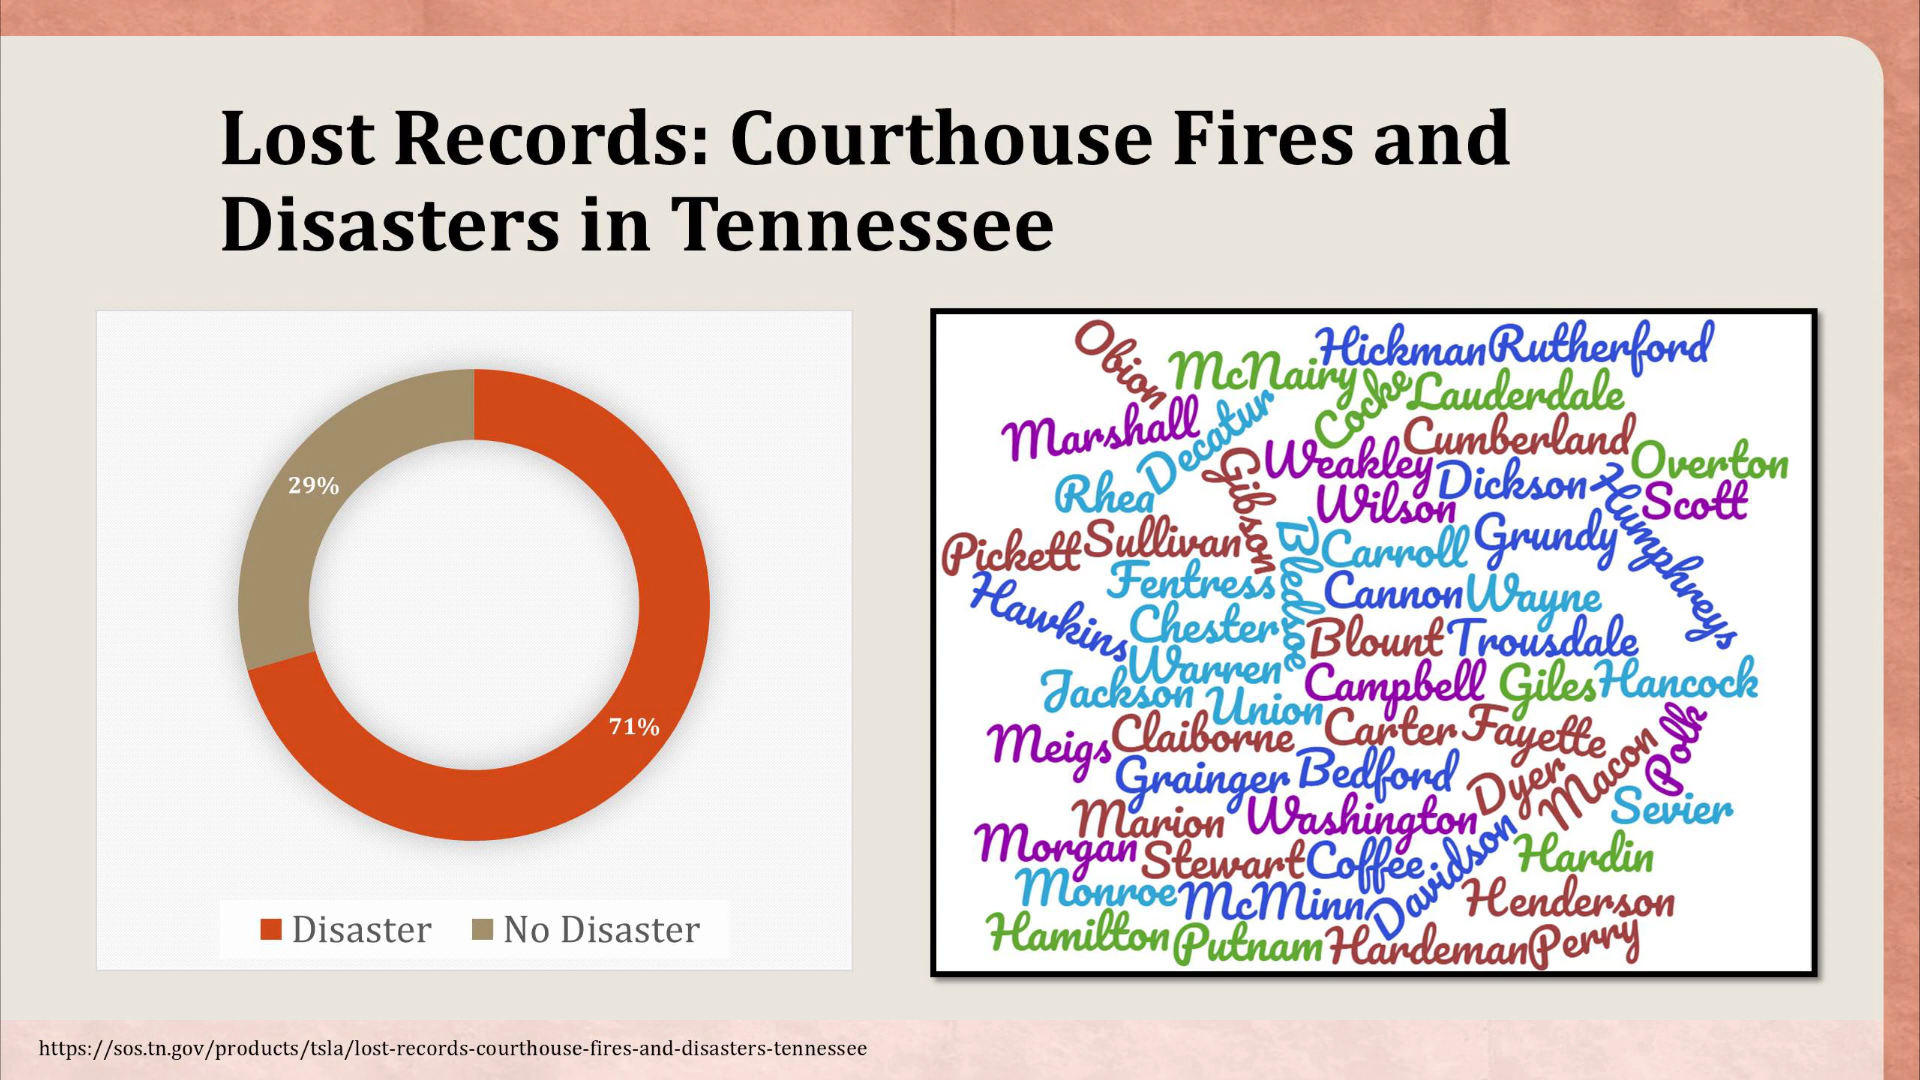 Lost Records: Courthouse Fires and
Disasters in Tennessee
29%
71%
Disaster
No Disaster
Obion
McNairy
Hickman
Rutherford
Marshall
Decatur
Cocke
Lauderdale
Cumberland
Overton
Rhea
Gibson
Weakley
Wilson
Dickson
Humphreys
Scott
Pickett
Sullivan
Bledsoe
Carroll
Grundy
Hawkins
Fentress
Cannon
Wayne
Chester
Blount
Trousdale
Warren
Jackson
Union
Campbell
Giles
Hancock
Meigs
Claiborne
Carter
Fayette
Polk
Grainger
Bedford
Dyer
Macon
Sevier
Marion
Washington
Morgan
Stewart
Coffee
Davidson
Hardin
Monroe
McMinn
Henderson
Hamilton
Putnam
Hardeman
Perry
https://sos.tn.gov/products/tsla/lost-records-courthouse-fires-and-disasters-tennessee